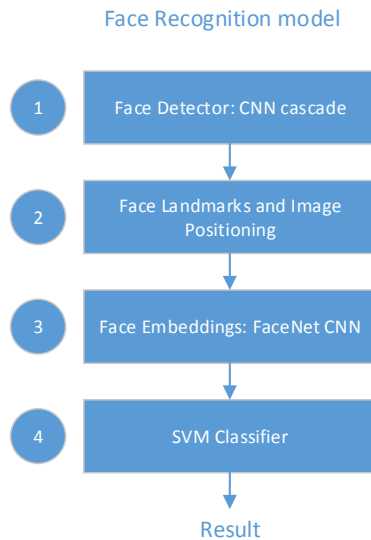 Face Recognition model
1
Face Detector: CNN cascade
2
Face Landmarks and Image
Positioning
3
Face Embeddings: FaceNet CNN
4
SVM Classifier
Result